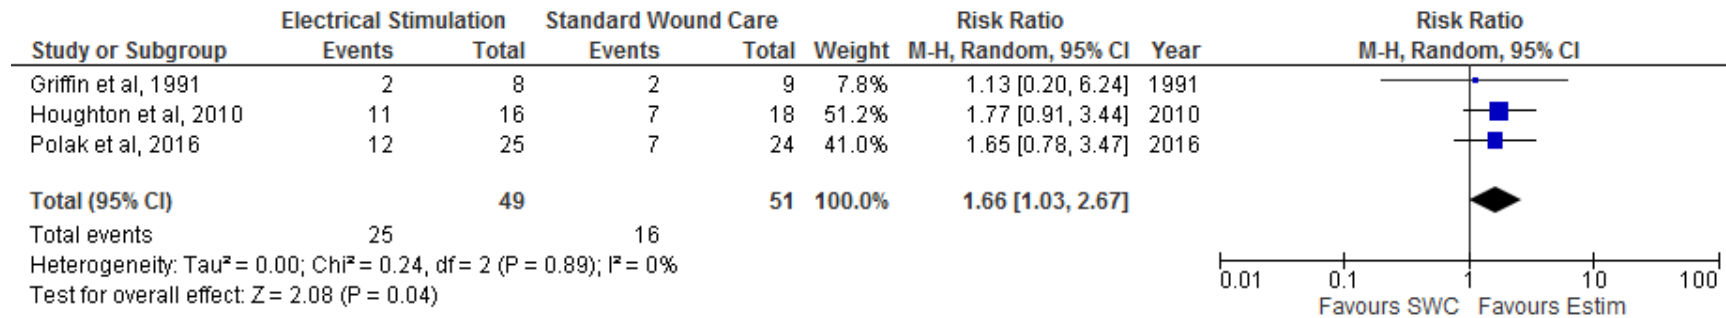 Electrical Stimulation Standard Wound Care Risk Ratio Risk Ratio
Study or Subgroup Events Total Events Total Weight M-H, Random, 95% CI Year M-H, Random, 95% CI
Griffin et al, 1991 2 8 2 9 7.8% 1.13 [0.20, 6.24] 1991
Houghton et al, 2010 11 16 7 18 51.2% 1.77 [0.91, 3.44] 2010
Polak et al, 2016 12 25 7 24 41.0% 1.65 [0.78, 3.47] 2016
Total (95% CI) 49 51 100.0% 1.66 [1.03, 2.67]
Total events 25 16
Heterogeneity: Tau² = 0.00; Chi² = 0.24, df = 2 (P = 0.89); I² = 0%
Test for overall effect: Z = 2.08 (P = 0.04)
0.01 0.1 1 10 100
Favours SWC Favours Estim